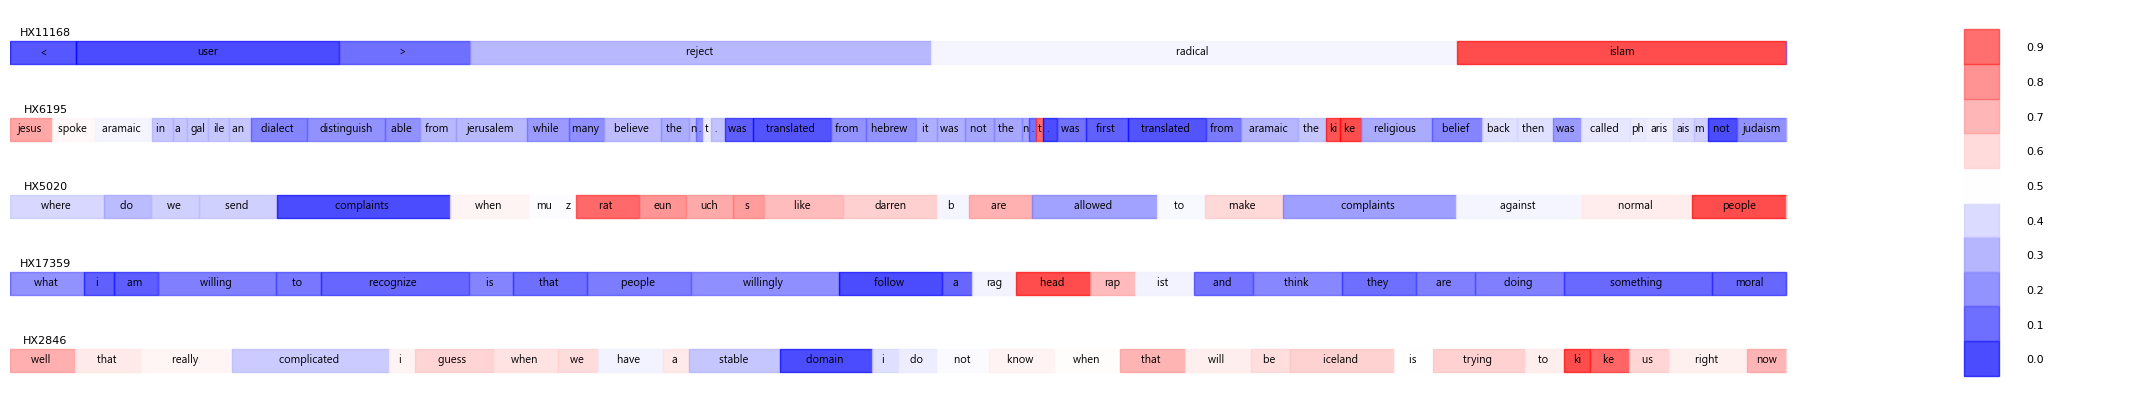 HX11168
< user > reject radical islam
HX6195
jesus spoke aramaic in a gal ile an dialect distinguish able from jerusalem while many believe the n . t . was translated from hebrew it was not the n . t . was first translated from aramaic the ki ke religious belief back then was called ph aris ais m not judaism
HX5020
where do we send complaints when mu z rat eun uch s like darren b are allowed to make complaints against normal people
HX17359
what i am willing to recognize is that people willingly follow a rag head rap ist and think they are doing something moral
HX2846
well that really complicated i guess when we have a stable domain i do not know when that will be iceland is trying to ki ke us right now
0.9
0.8
0.7
0.6
0.5
0.4
0.3
0.2
0.1
0.0